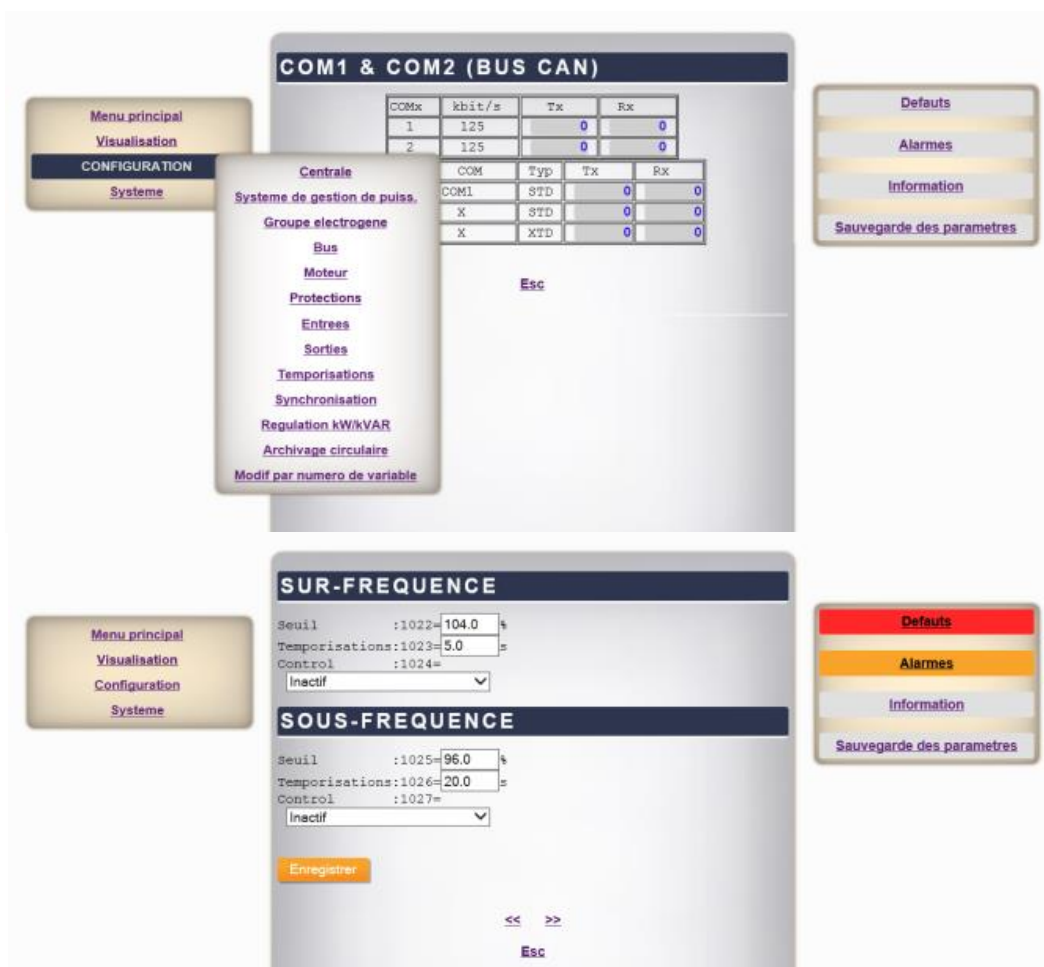 COM1 & COM2 (BUS CAN)
Menu principal
Visualisation
CONFIGURATION
Systeme
COMx kbit/s Tx Rx
1 125 0 0
2 125 0 0
COM Typ Tx Rx
COM1 STD 0 0
X STD 0 0
X XTD 0 0
Esc
Centrale
Systeme de gestion de puiss.
Groupe electrogene
Bus
Moteur
Protections
Entrees
Sorties
Temporisations
Synchronisation
Regulation kW/kVAR
Archivage circulaire
Modif par numero de variable
Defauts
Alarmes
Information
Sauvegarde des parametres
Menu principal
Visualisation
Configuration
Systeme
SUR-FREQUENCE
Seuil :1022= 104.0 %
Temporisations:1023= 5.0 s
Control :1024=
Inactif
SOUS-FREQUENCE
Seuil :1025= 96.0 %
Temporisations:1026= 20.0 s
Control :1027=
Inactif
Enregistrer
<< >>
Esc
Defauts
Alarmes
Information
Sauvegarde des parametres